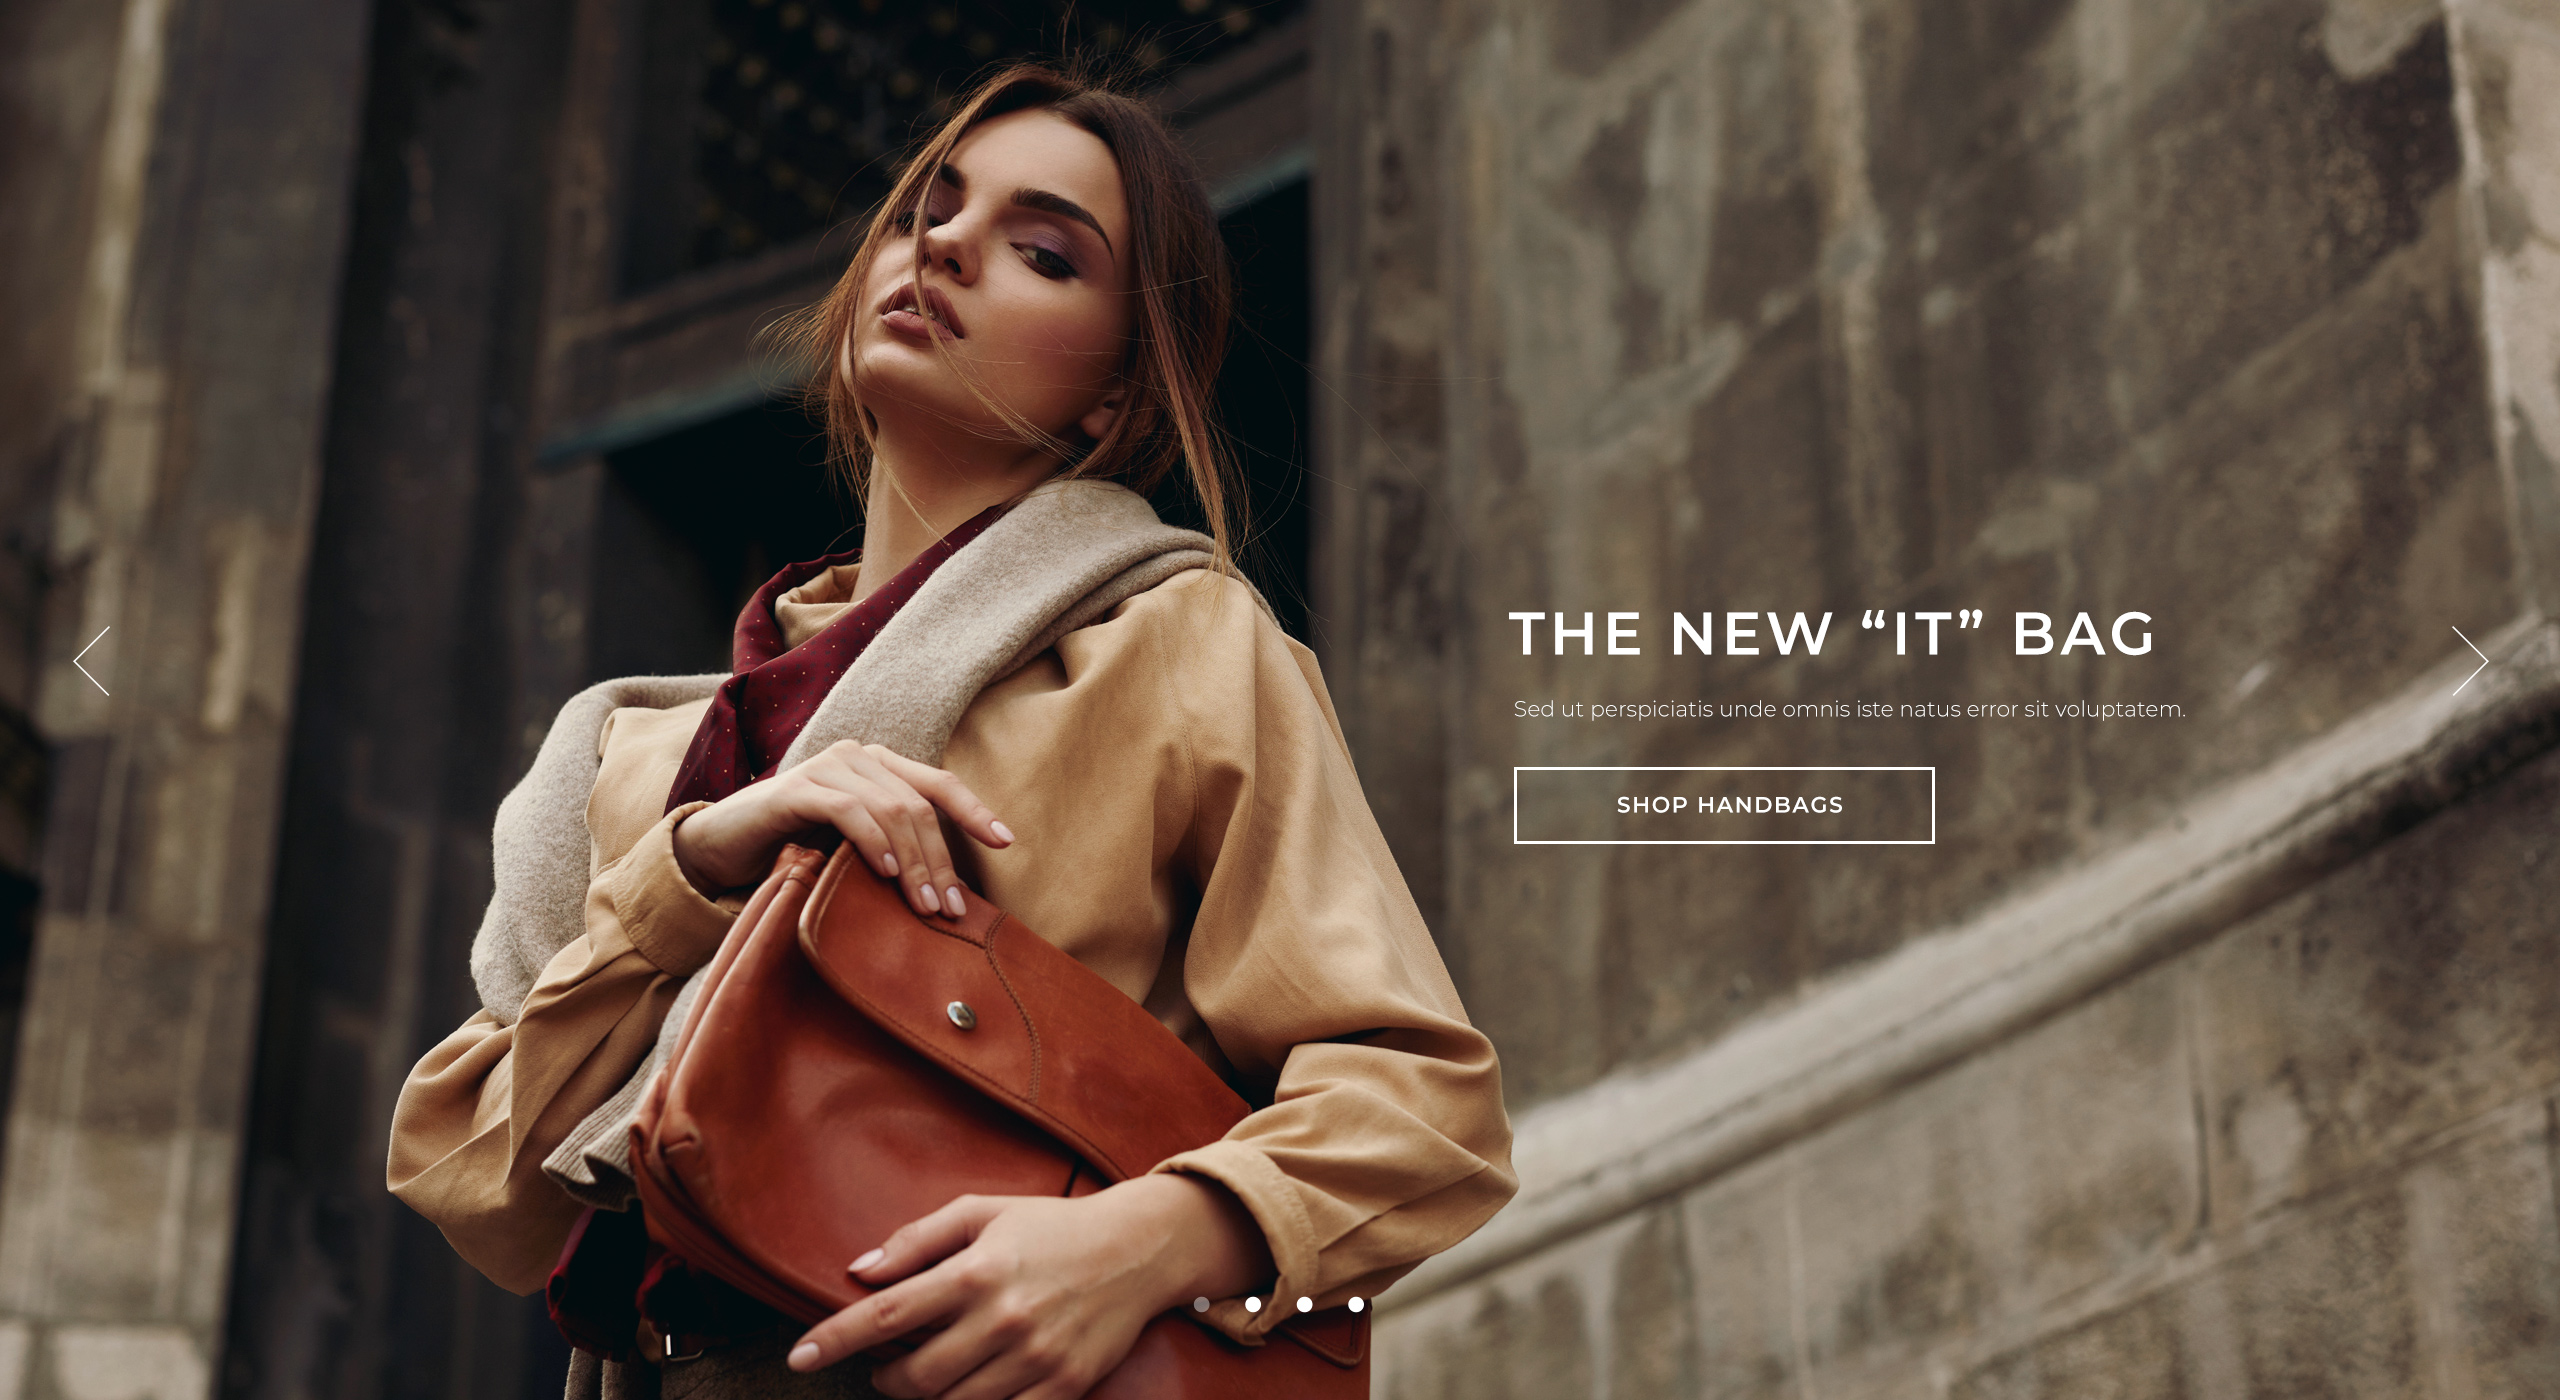 THE NEW “IT” BAG
Sed ut perspiciatis unde omnis iste natus error sit voluptatem.
SHOP HANDBAGS